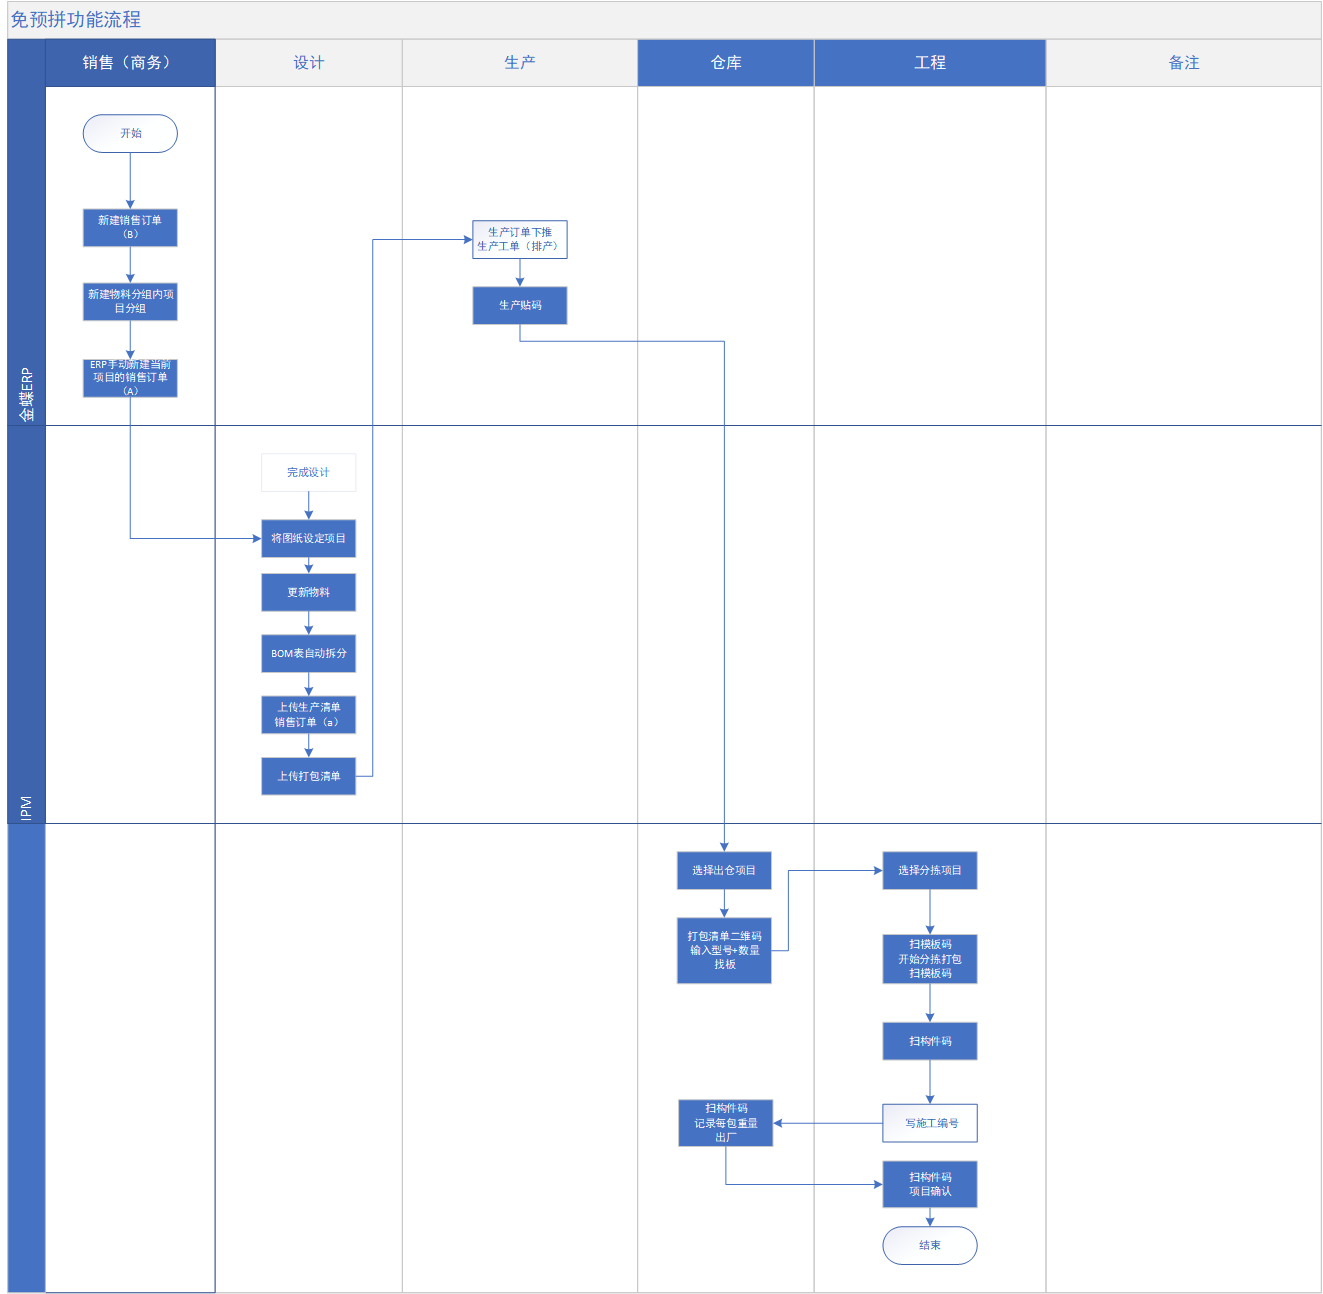 免预拼功能流程
销售（商务）
设计
生产
仓库
工程
备注
金蝶ERP
开始
新建销售订单
（B）
新建物料分组内项
目分组
ERP手动新建当前
项目的销售订单
（A）
生产订单下推
生产工单（排产）
生产贴码
IPM
完成设计
将图纸设定项目
更新物料
BOM表自动拆分
上传生产清单
销售订单（a）
上传打包清单
选择出仓项目
打包清单二维码
输入型号+数量
找板
选择分拣项目
扫模板码
开始分拣打包
扫模板码
扫构件码
写施工编号
扫构件码
记录每包重量
出厂
扫构件码
项目确认
结束